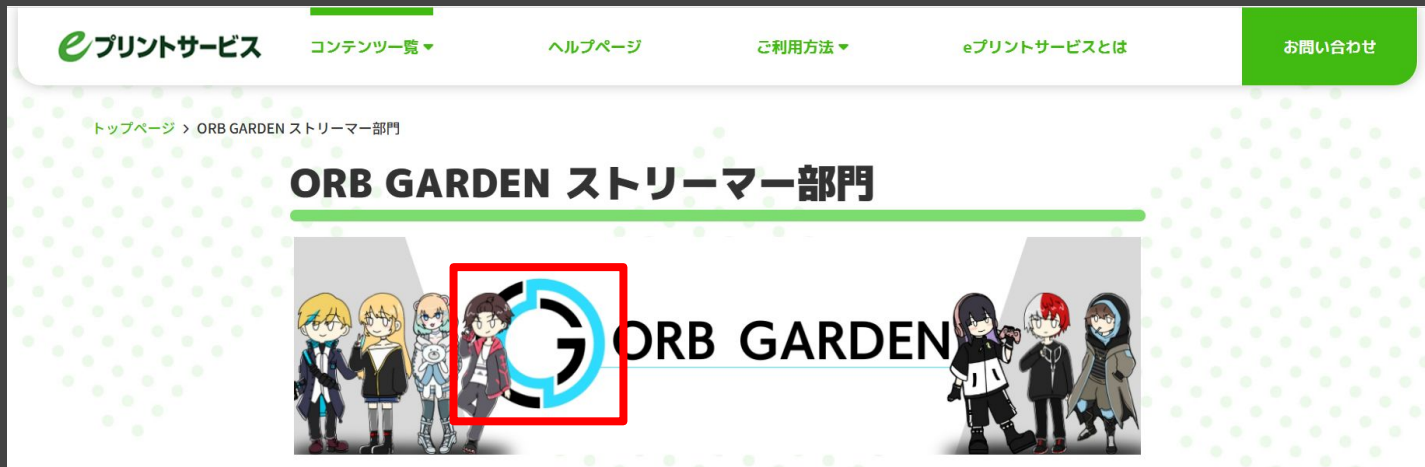 eプリントサービス
コンテンツ一覧▼
ヘルプページ
ご利用方法▼
eプリントサービスとは
お問い合わせ
トップページ > ORB GARDEN ストリーマー部門
ORB GARDEN ストリーマー部門
ORB GARDEN